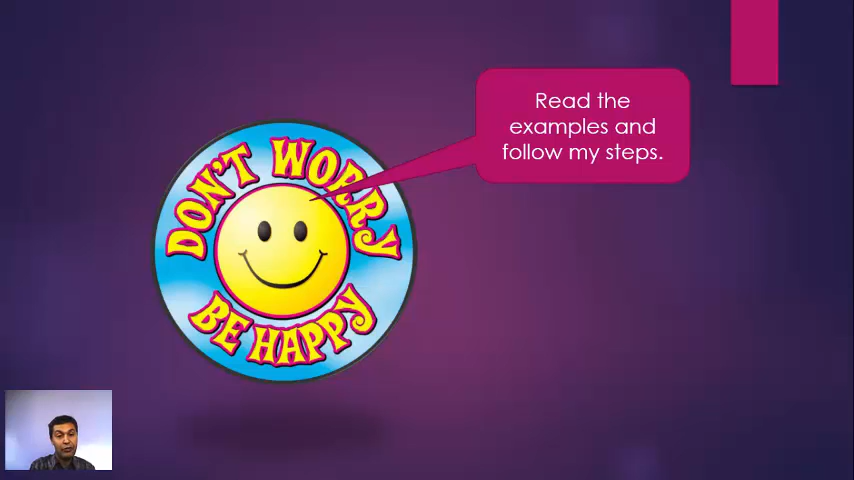 DON'T WORRY
BE HAPPY
Read the
examples and
follow my steps.